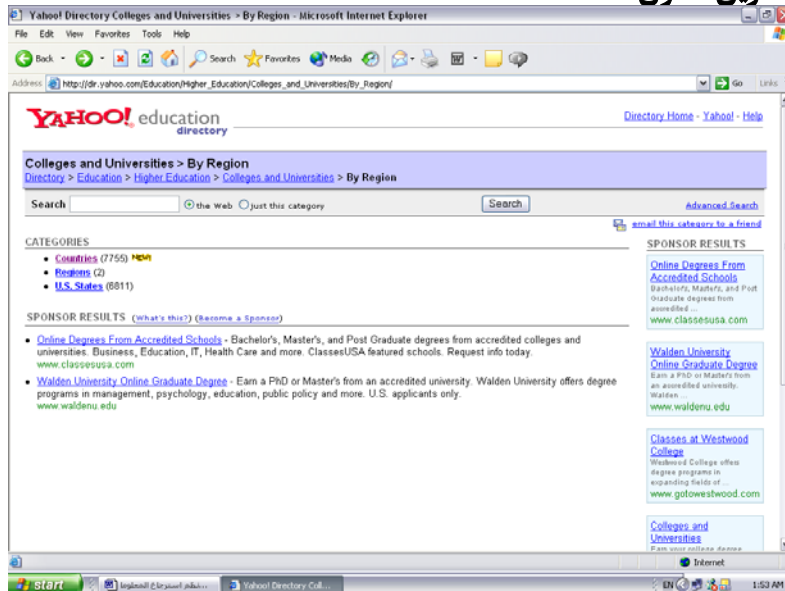 Yahoo! Directory Colleges and Universities > By Region - Microsoft Internet Explorer
File Edit View Favorites Tools Help
Back Search Favorites Media
Address http://dir.yahoo.com/Education/Higher_Education/Colleges_and_Universities/By_Region/ Go Links
YAHOO! education directory
Directory Home - Yahoo! - Help
Colleges and Universities > By Region
Directory > Education > Higher Education > Colleges and Universities > By Region
Search the Web just this category Search Advanced Search
email this category to a friend
CATEGORIES
Countries (7755) NEW!
Regions (2)
U.S. States (6811)
SPONSOR RESULTS (What's this?) (Become a Sponsor)
Online Degrees From Accredited Schools - Bachelor's, Master's, and Post Graduate degrees from accredited colleges and
universities. Business, Education, IT, Health Care and more. ClassesUSA featured schools. Request info today.
www.classesusa.com
Walden University Online Graduate Degree - Earn a PhD or Master's from an accredited university. Walden University offers degree
programs in management, psychology, education, public policy and more. U.S. applicants only.
www.waldenu.edu
SPONSOR RESULTS
Online Degrees From
Accredited Schools
Bachelor's, Master's, and Post
Graduate degrees from
accredited ...
www.classesusa.com
Walden University
Online Graduate Degree
Earn a PhD or Master's from
an accredited university.
Walden ...
www.waldenu.edu
Classes at Westwood
College
Westwood College offers
degree programs in
expanding fields of ...
www.gotowestwood.com
Colleges and
Universities
Earn your college degree
Internet
start
نظم استرجاع المعلوما...
Yahoo! Directory Coll...
EN 1:53 AM